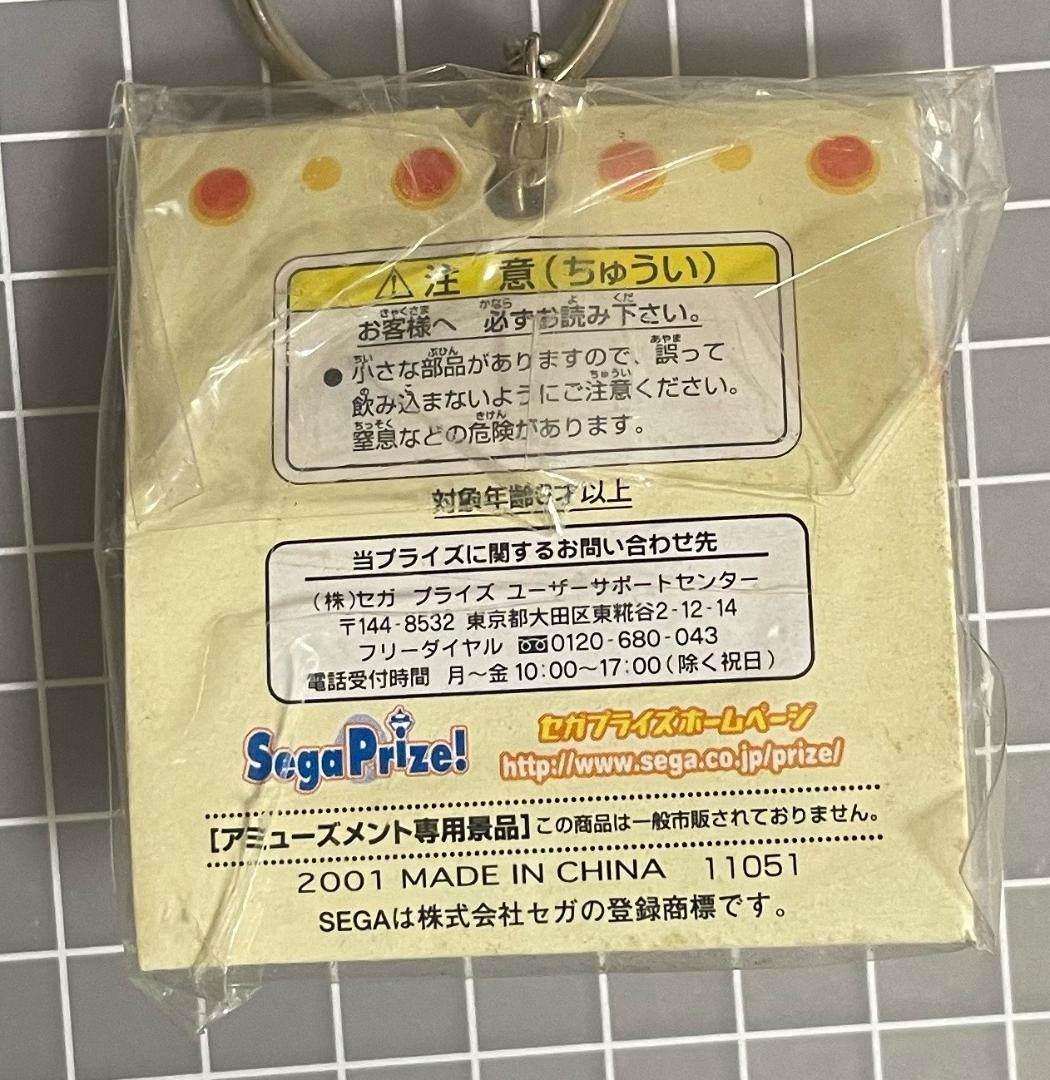 注 意(ちゅうい)
お客様へ 必ずお読み下さい。
●小さな部品がありますので、誤って
飲み込まないようにご注意ください。
窒息などの危険があります。
対象年齢6才以上
当プライズに関するお問い合わせ先
(株)セガ プライズ ユーザーサポートセンター
〒144-8532 東京都大田区東糀谷2-12-14
フリーダイヤル 0120-680-043
電話受付時間 月〜金 10:00〜17:00(除く祝日)
SegaPrize!
セガプライズホームページ
http://www.sega.co.jp/prize/
[アミューズメント専用景品]この商品は一般市販されておりません。
2001 MADE IN CHINA 11051
SEGAは株式会社セガの登録商標です。